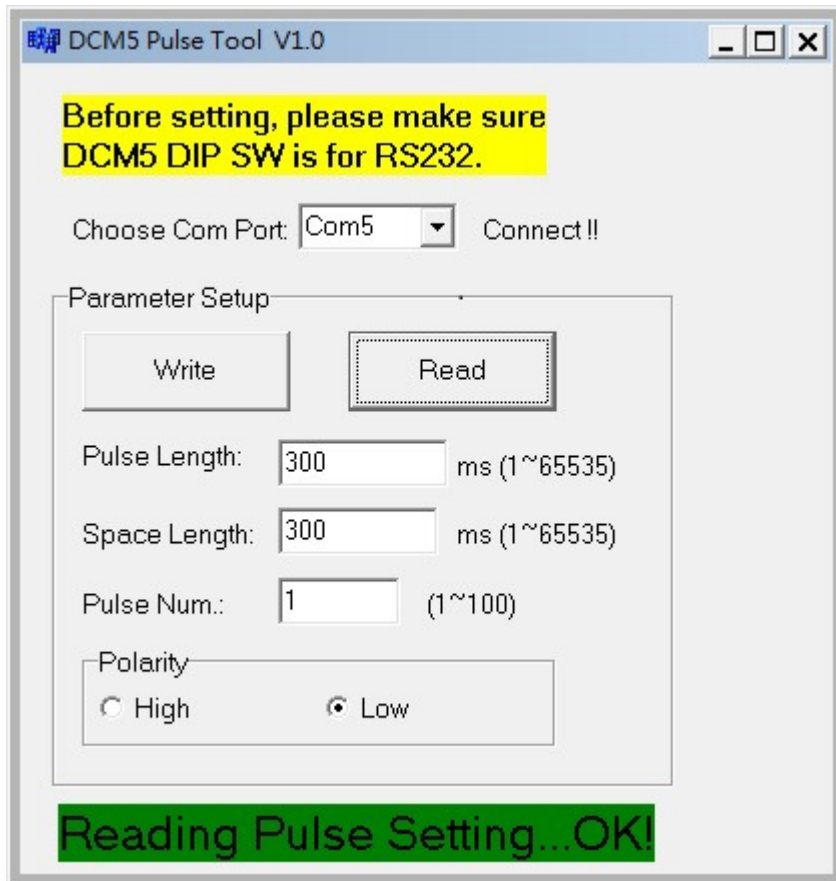 DCM5 Pulse Tool V1.0
Before setting, please make sure
DCM5 DIP SW is for RS232.
Choose Com Port: Com5 Connect !!
Parameter Setup
Write Read
Pulse Length: 300 ms (1~65535)
Space Length: 300 ms (1~65535)
Pulse Num.: 1 (1~100)
Polarity
High Low
Reading Pulse Setting...OK!